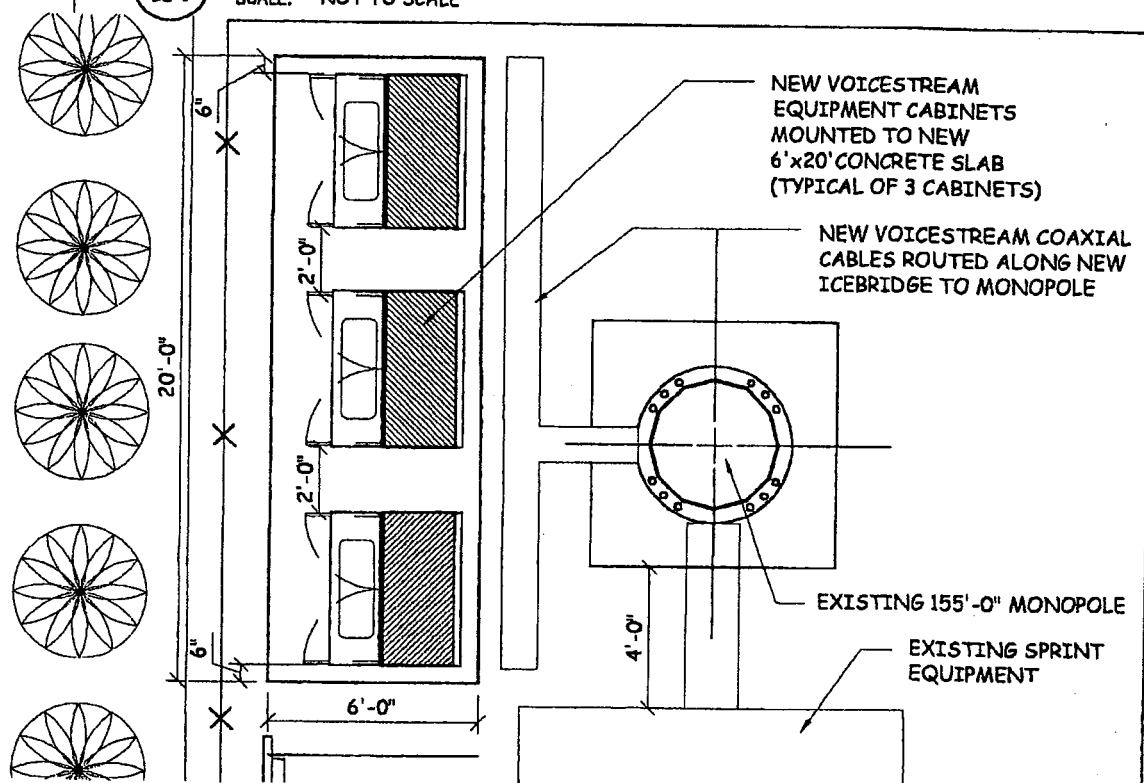 SCALE: NOT TO SCALE
NEW VOICESTREAM
EQUIPMENT CABINETS
MOUNTED TO NEW
6'x20' CONCRETE SLAB
(TYPICAL OF 3 CABINETS)
NEW VOICESTREAM COAXIAL
CABLES ROUTED ALONG NEW
ICEBRIDGE TO MONOPOLE
6"
2'-0"
20'-0"
2'-0"
EXISTING 155'-0" MONOPOLE
4'-0"
EXISTING SPRINT
EQUIPMENT
6"
6'-0"